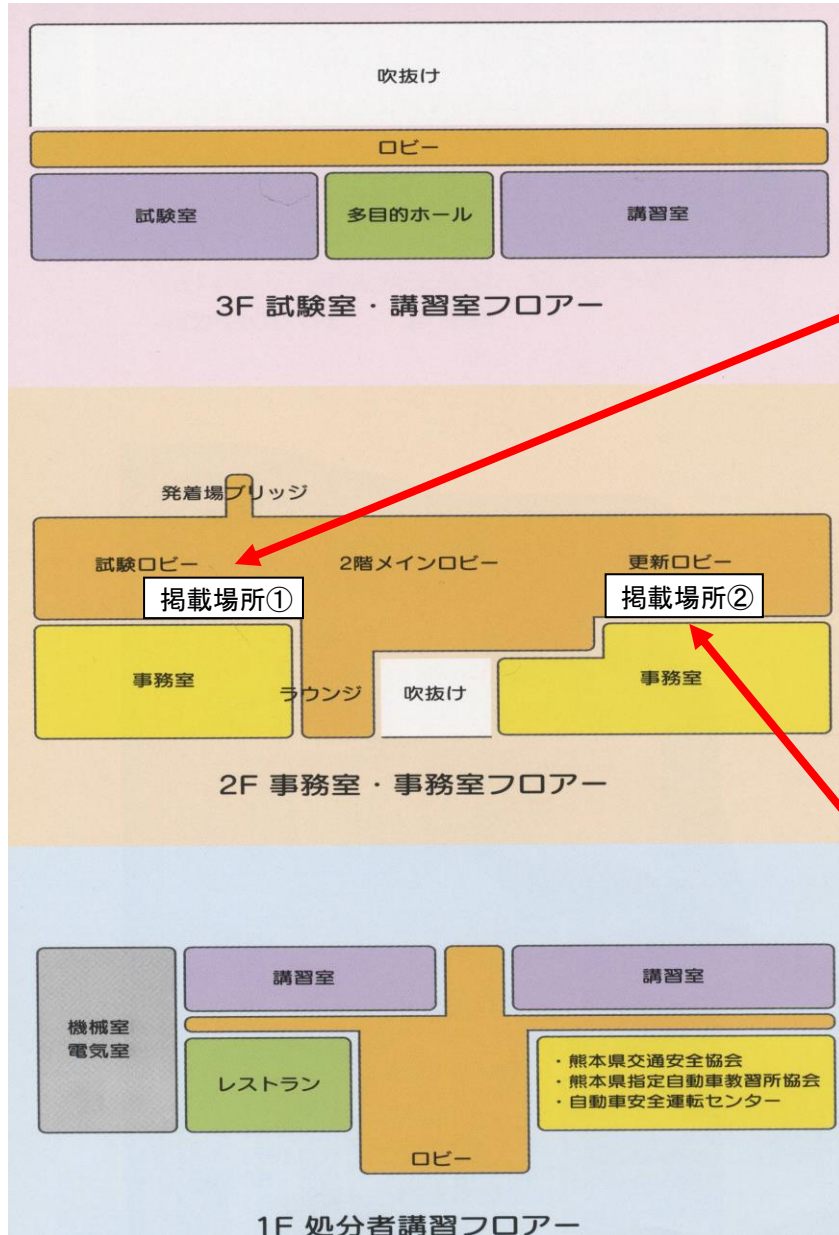 吹抜け
ロビー
試験室
多目的ホール
講習室
3F 試験室・講習室フロアー
発着場ブリッジ
試験ロビー
2階メインロビー
更新ロビー
掲載場所①
掲載場所②
事務室
ラウンジ
吹抜け
事務室
2F 事務室・事務室フロアー
講習室
講習室
機械室
電気室
レストラン
・熊本県交通安全協会
・熊本県指定自動車教習所協会
・自動車安全運転センター
ロビー
1F 処分者講習フロアー